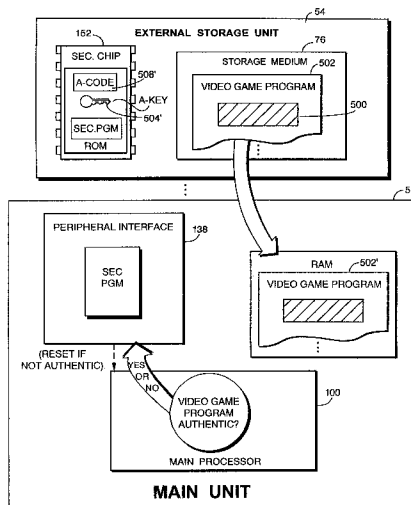 54
EXTERNAL STORAGE UNIT
152
76
SEC. CHIP
STORAGE MEDIUM
508'
502
A-CODE
VIDEO GAME PROGRAM
A-KEY
500
504'
SEC.PGM
ROM
5
PERIPHERAL INTERFACE
138
SEC
PGM
RAM
502'
VIDEO GAME PROGRAM
(RESET IF
NOT AUTHENTIC)
YES
OR
NO
100
VIDEO GAME
PROGRAM
AUTHENTIC?
MAIN PROCESSOR
MAIN UNIT